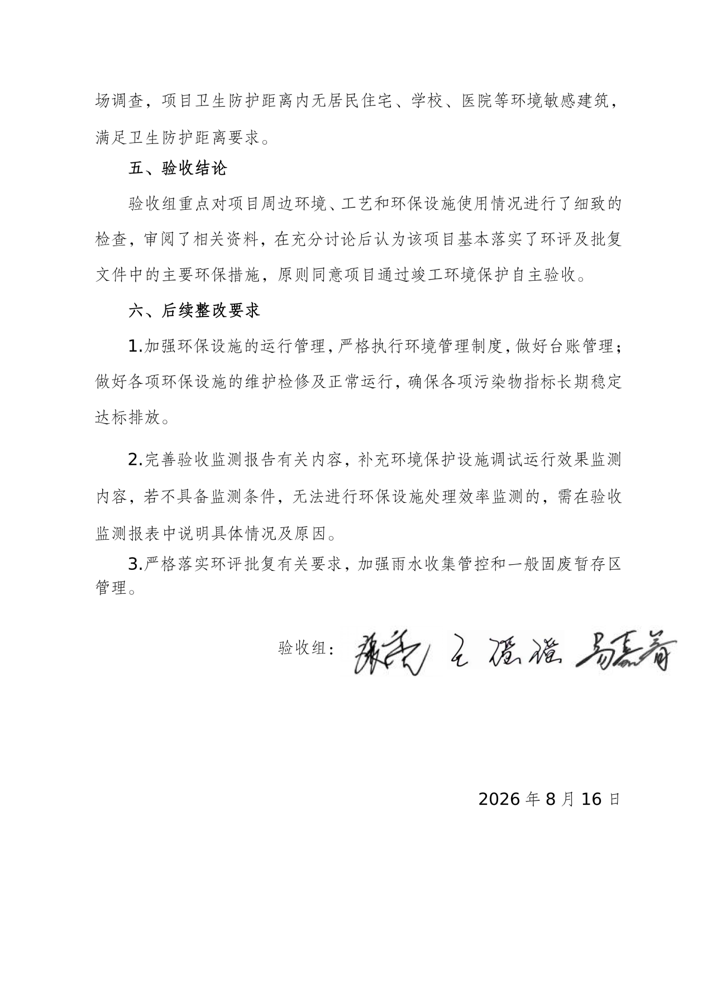 场调查，项目卫生防护距离内无居民住宅、学校、医院等环境敏感建筑，
满足卫生防护距离要求。
五、验收结论
验收组重点对项目周边环境、工艺和环保设施使用情况进行了细致的
检查，审阅了相关资料，在充分讨论后认为该项目基本落实了环评及批复
文件中的主要环保措施，原则同意项目通过竣工环境保护自主验收。
六、后续整改要求
1.加强环保设施的运行管理，严格执行环境管理制度，做好台账管理；
做好各项环保设施的维护检修及正常运行，确保各项污染物指标长期稳定
达标排放。
2.完善验收监测报告有关内容，补充环境保护设施调试运行效果监测
内容，若不具备监测条件，无法进行环保设施处理效率监测的，需在验收
监测报表中说明具体情况及原因。
3.严格落实环评批复有关要求，加强雨水收集管控和一般固废暂存区
管理。
验收组：
2026 年 8 月 16 日